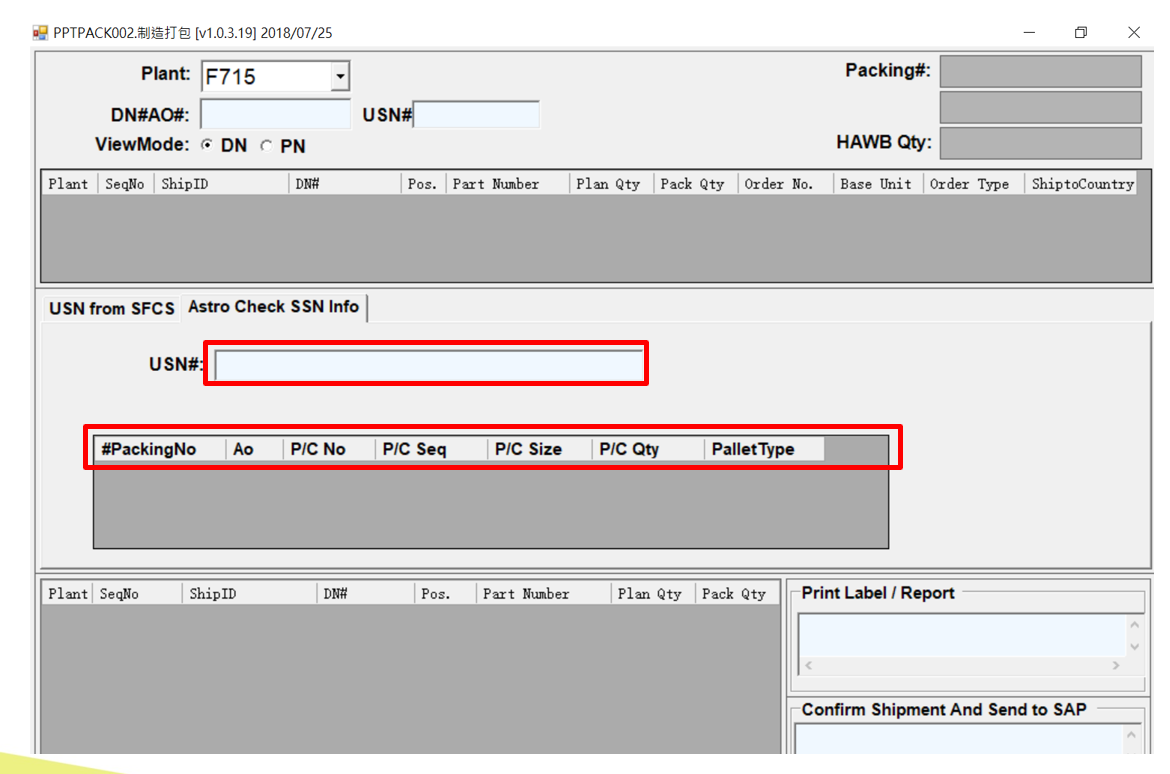 PPTPACK002.制造打包 [v1.0.3.19] 2018/07/25
Plant: F715 Packing#:
DN#AO#: USN#
ViewMode: DN PN HAWB Qty:
Plant SeqNo ShipID DN# Pos. Part Number Plan Qty Pack Qty Order No. Base Unit Order Type ShiptoCountry
USN from SFCS Astro Check SSN Info
USN#:
#PackingNo Ao P/C No P/C Seq P/C Size P/C Qty PalletType
Plant SeqNo ShipID DN# Pos. Part Number Plan Qty Pack Qty
Print Label / Report
Confirm Shipment And Send to SAP